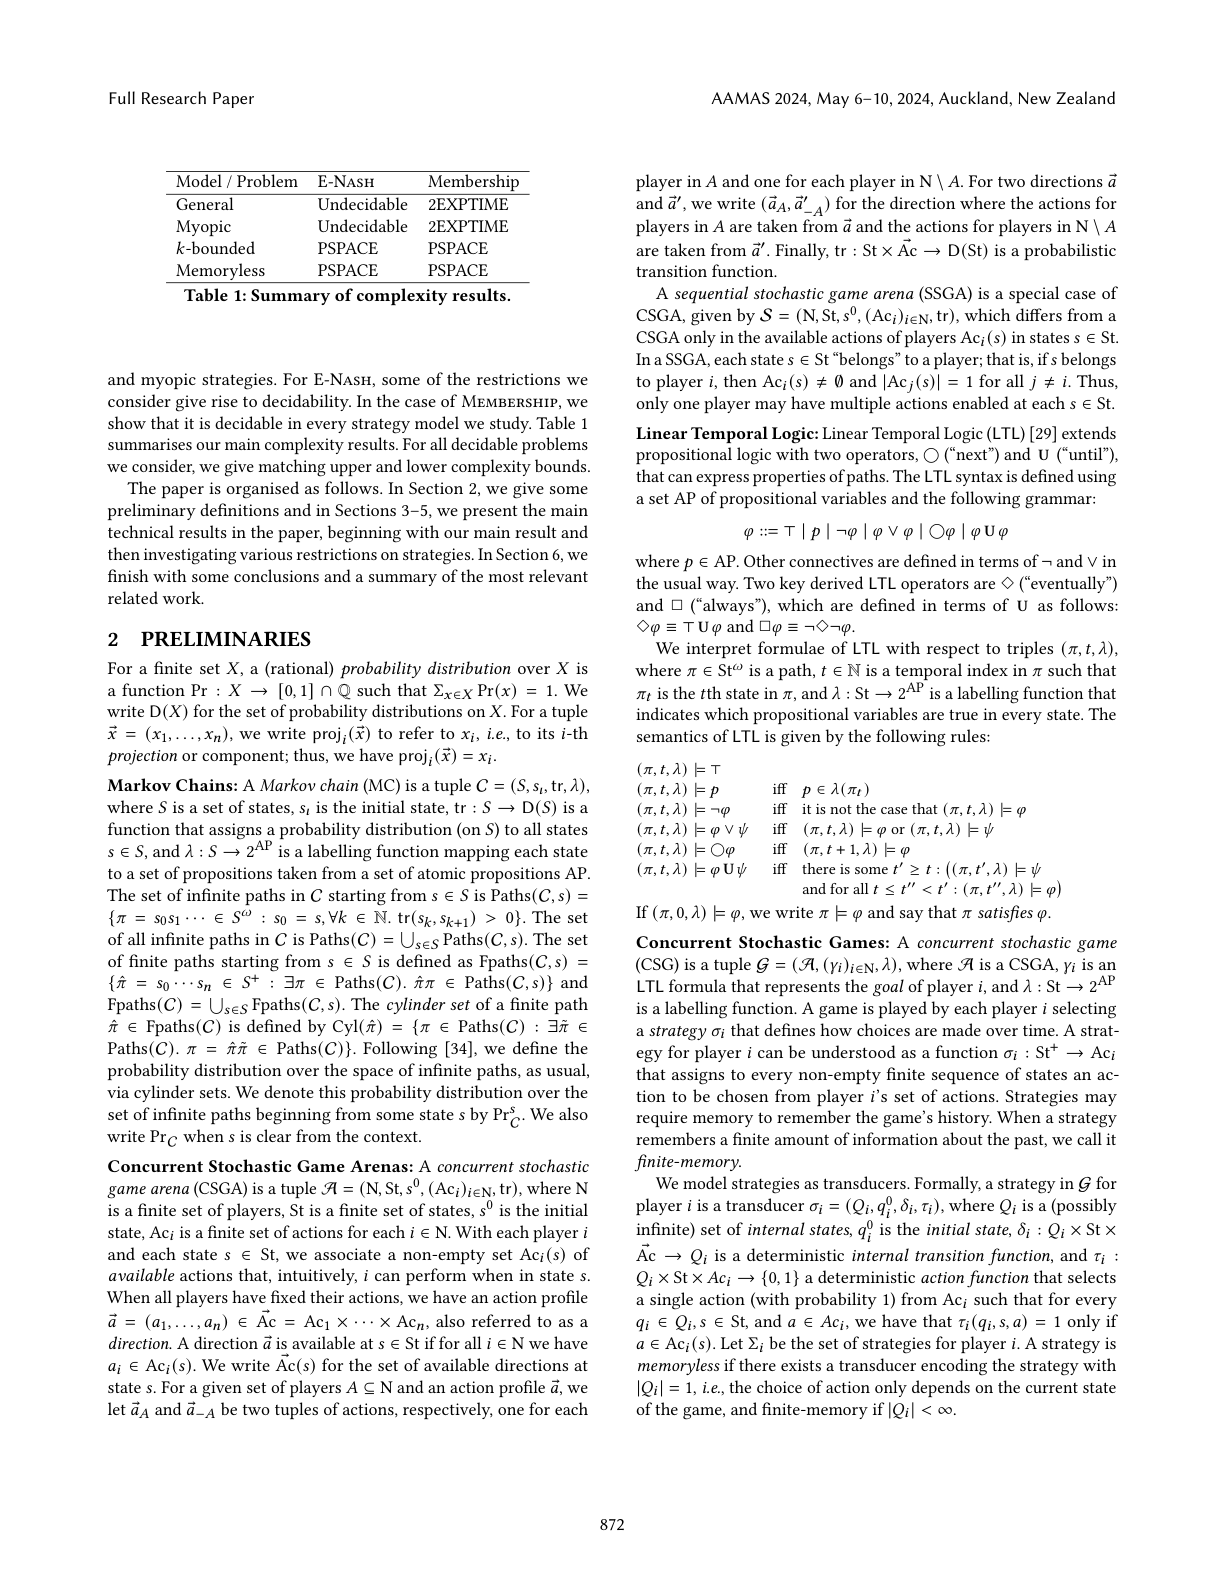 Full Research Paper
AAMAS 2024, May 6–10, 2024, Auckland, New Zealand
Model / Problem E-Nash Membership
General Undecidable 2EXPTIME
Myopic Undecidable 2EXPTIME
k-bounded PSPACE PSPACE
Memoryless PSPACE PSPACE
Table 1: Summary of complexity results.
and myopic strategies. For E-Nash, some of the restrictions we
consider give rise to decidability. In the case of Membership, we
show that it is decidable in every strategy model we study. Table 1
summarises our main complexity results. For all decidable problems
we consider, we give matching upper and lower complexity bounds.
The paper is organised as follows. In Section 2, we give some
preliminary definitions and in Sections 3–5, we present the main
technical results in the paper, beginning with our main result and
then investigating various restrictions on strategies. In Section 6, we
finish with some conclusions and a summary of the most relevant
related work.
2 PRELIMINARIES
For a finite set X, a (rational) probability distribution over X is
a function Pr : X → [0, 1] ∩ ℚ such that Σ_{x∈X} Pr(x) = 1. We
write D(X) for the set of probability distributions on X. For a tuple
x⃗ = (x₁, . . . , xₙ), we write projᵢ(x⃗) to refer to xᵢ, i.e., to its i-th
projection or component; thus, we have projᵢ(x⃗) = xᵢ.
Markov Chains: A Markov chain (MC) is a tuple C = (S, s_ι, tr, λ),
where S is a set of states, s_ι is the initial state, tr : S → D(S) is a
function that assigns a probability distribution (on S) to all states
s ∈ S, and λ : S → 2^AP is a labelling function mapping each state
to a set of propositions taken from a set of atomic propositions AP.
The set of infinite paths in C starting from s ∈ S is Paths(C, s) =
{π = s₀s₁ · · · ∈ S^ω : s₀ = s, ∀k ∈ ℕ. tr(s_k, s_{k+1}) > 0}. The set
of all infinite paths in C is Paths(C) = ⋃_{s∈S} Paths(C, s). The set
of finite paths starting from s ∈ S is defined as Fpaths(C, s) =
{π̂ = s₀ · · · sₙ ∈ S⁺ : ∃π ∈ Paths(C). π̂π ∈ Paths(C, s)} and
Fpaths(C) = ⋃_{s∈S} Fpaths(C, s). The cylinder set of a finite path
π̂ ∈ Fpaths(C) is defined by Cyl(π̂) = {π ∈ Paths(C) : ∃π̃ ∈
Paths(C). π = π̂π̃ ∈ Paths(C)}. Following [34], we define the
probability distribution over the space of infinite paths, as usual,
via cylinder sets. We denote this probability distribution over the
set of infinite paths beginning from some state s by Pr^s_C. We also
write Pr_C when s is clear from the context.
Concurrent Stochastic Game Arenas: A concurrent stochastic
game arena (CSGA) is a tuple 𝒜 = (N, St, s⁰, (Acᵢ)_{i∈N}, tr), where N
is a finite set of players, St is a finite set of states, s⁰ is the initial
state, Acᵢ is a finite set of actions for each i ∈ N. With each player i
and each state s ∈ St, we associate a non-empty set Acᵢ(s) of
available actions that, intuitively, i can perform when in state s.
When all players have fixed their actions, we have an action profile
a⃗ = (a₁, . . . , aₙ) ∈ A⃗c = Ac₁ × · · · × Acₙ, also referred to as a
direction. A direction a⃗ is available at s ∈ St if for all i ∈ N we have
aᵢ ∈ Acᵢ(s). We write A⃗c(s) for the set of available directions at
state s. For a given set of players A ⊆ N and an action profile a⃗, we
let a⃗_A and a⃗_{−A} be two tuples of actions, respectively, one for each
player in A and one for each player in N \ A. For two directions a⃗
and a⃗′, we write (a⃗_A, a⃗′_{−A}) for the direction where the actions for
players in A are taken from a⃗ and the actions for players in N \ A
are taken from a⃗′. Finally, tr : St × A⃗c → D(St) is a probabilistic
transition function.
A sequential stochastic game arena (SSGA) is a special case of
CSGA, given by 𝒮 = (N, St, s⁰, (Acᵢ)_{i∈N}, tr), which differs from a
CSGA only in the available actions of players Acᵢ(s) in states s ∈ St.
In a SSGA, each state s ∈ St “belongs” to a player; that is, if s belongs
to player i, then Acᵢ(s) ≠ ∅ and |Acⱼ(s)| = 1 for all j ≠ i. Thus,
only one player may have multiple actions enabled at each s ∈ St.
Linear Temporal Logic: Linear Temporal Logic (LTL) [29] extends
propositional logic with two operators, ◯ (“next”) and U (“until”),
that can express properties of paths. The LTL syntax is defined using
a set AP of propositional variables and the following grammar:
φ ::= ⊤ | p | ¬φ | φ ∨ φ | ◯φ | φ U φ
where p ∈ AP. Other connectives are defined in terms of ¬ and ∨ in
the usual way. Two key derived LTL operators are ◇ (“eventually”)
and □ (“always”), which are defined in terms of U as follows:
◇φ ≡ ⊤ U φ and □φ ≡ ¬◇¬φ.
We interpret formulae of LTL with respect to triples (π, t, λ),
where π ∈ St^ω is a path, t ∈ ℕ is a temporal index in π such that
π_t is the tth state in π, and λ : St → 2^AP is a labelling function that
indicates which propositional variables are true in every state. The
semantics of LTL is given by the following rules:
(π, t, λ) ⊨ ⊤
(π, t, λ) ⊨ p iff p ∈ λ(π_t)
(π, t, λ) ⊨ ¬φ iff it is not the case that (π, t, λ) ⊨ φ
(π, t, λ) ⊨ φ ∨ ψ iff (π, t, λ) ⊨ φ or (π, t, λ) ⊨ ψ
(π, t, λ) ⊨ ◯φ iff (π, t + 1, λ) ⊨ φ
(π, t, λ) ⊨ φ U ψ iff there is some t′ ≥ t : ((π, t′, λ) ⊨ ψ
and for all t ≤ t′′ < t′ : (π, t′′, λ) ⊨ φ)
If (π, 0, λ) ⊨ φ, we write π ⊨ φ and say that π satisfies φ.
Concurrent Stochastic Games: A concurrent stochastic game
(CSG) is a tuple 𝒢 = (𝒜, (γᵢ)_{i∈N}, λ), where 𝒜 is a CSGA, γᵢ is an
LTL formula that represents the goal of player i, and λ : St → 2^AP
is a labelling function. A game is played by each player i selecting
a strategy σᵢ that defines how choices are made over time. A strat-
egy for player i can be understood as a function σᵢ : St⁺ → Acᵢ
that assigns to every non-empty finite sequence of states an ac-
tion to be chosen from player i's set of actions. Strategies may
require memory to remember the game's history. When a strategy
remembers a finite amount of information about the past, we call it
finite-memory.
We model strategies as transducers. Formally, a strategy in 𝒢 for
player i is a transducer σᵢ = (Qᵢ, qᵢ⁰, δᵢ, τᵢ), where Qᵢ is a (possibly
infinite) set of internal states, qᵢ⁰ is the initial state, δᵢ : Qᵢ × St ×
A⃗c → Qᵢ is a deterministic internal transition function, and τᵢ :
Qᵢ × St × Acᵢ → {0, 1} a deterministic action function that selects
a single action (with probability 1) from Acᵢ such that for every
qᵢ ∈ Qᵢ, s ∈ St, and a ∈ Acᵢ, we have that τᵢ(qᵢ, s, a) = 1 only if
a ∈ Acᵢ(s). Let Σᵢ be the set of strategies for player i. A strategy is
memoryless if there exists a transducer encoding the strategy with
|Qᵢ| = 1, i.e., the choice of action only depends on the current state
of the game, and finite-memory if |Qᵢ| < ∞.
872